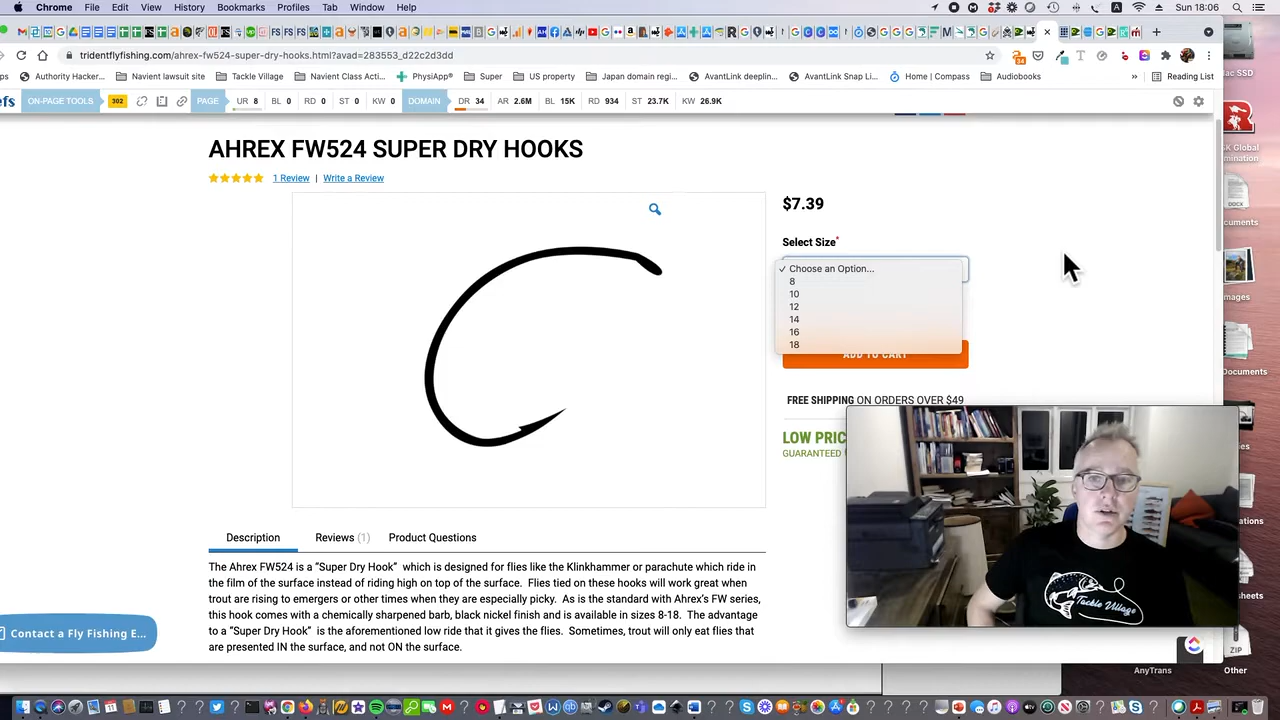 Chrome File Edit View History Bookmarks Profiles Tab Window Help
Sun 18:06
tridentflyfishing.com/ahrex-fw524-super-dry-hooks.html?avad=283553_d22c2d3dd
Authority Hacker... Navient lawsuit site Tackle Village Navient Class Acti... PhysiApp® Super US property Japan domain regi... AvantLink deeplin... AvantLink Snap Li... Home | Compass Audiobooks » Reading List
efs ON-PAGE TOOLS 302 PAGE UR 8 BL 0 RD 0 ST 0 KW 0 DOMAIN DR 34 AR 2.6M BL 15K RD 934 ST 23.7K KW 26.9K
AHREX FW524 SUPER DRY HOOKS
1 Review | Write a Review
$7.39
Select Size*
✓ Choose an Option...
8
10
12
14
16
18
ADD TO CART
FREE SHIPPING ON ORDERS OVER $49
LOW PRIC
GUARANTEED
Description Reviews (1) Product Questions
The Ahrex FW524 is a “Super Dry Hook” which is designed for flies like the Klinkhammer or parachute which ride in
the film of the surface instead of riding high on top of the surface. Flies tied on these hooks will work great when
trout are rising to emergers or other times when they are especially picky. As is the standard with Ahrex's FW series,
this hook comes with a chemically sharpened barb, black nickel finish and is available in sizes 8-18. The advantage
to a “Super Dry Hook” is the aforementioned low ride that it gives the flies. Sometimes, trout will only eat flies that
are presented IN the surface, and not ON the surface.
Contact a Fly Fishing E...
Tackle Village
AnyTrans
Other
ZIP
DOCX